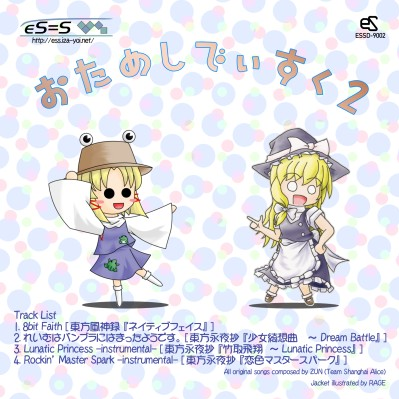 eS=S
http://ess.iza-yoi.net/
eS
ESSD-9002
おためしでぃすく2
Track List
1. 8bit Faith [東方風神録『ネイティブフェイス』]
2. れいむはバンブラにはまったようです。[東方永夜抄『少女綺想曲　～ Dream Battle』]
3. Lunatic Princess -instrumental- [東方永夜抄『竹取飛翔　～ Lunatic Princess』]
4. Rockin' Master Spark -instrumental- [東方永夜抄『恋色マスタースパーク』]
All original songs composed by ZUN (Team Shanghai Alice)
Jacket illustrated by RAGE